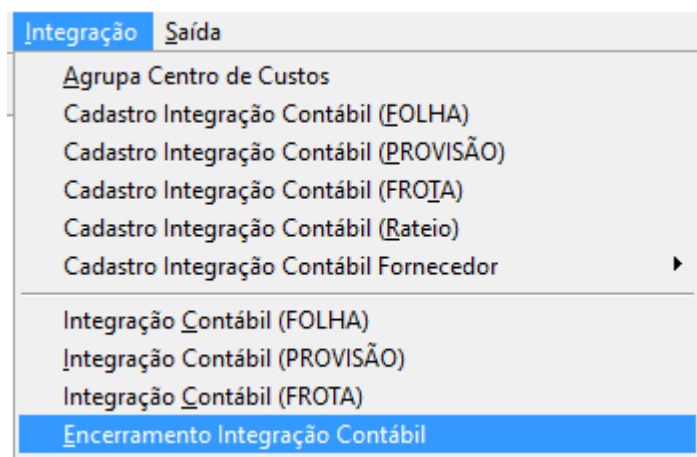 Integração Saída
Agrupa Centro de Custos
Cadastro Integração Contábil (FOLHA)
Cadastro Integração Contábil (PROVISÃO)
Cadastro Integração Contábil (FROTA)
Cadastro Integração Contábil (Rateio)
Cadastro Integração Contábil Fornecedor
Integração Contábil (FOLHA)
Integração Contábil (PROVISÃO)
Integração Contábil (FROTA)
Encerramento Integração Contábil